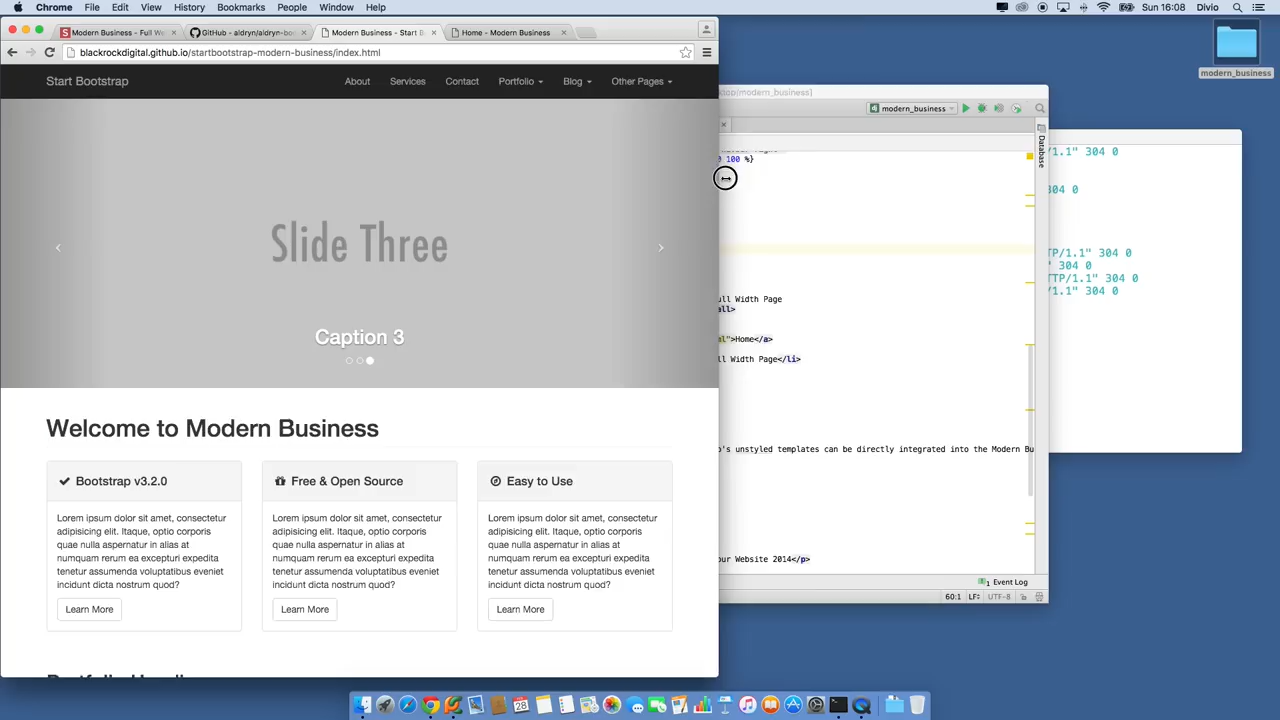 Chrome File Edit View History Bookmarks People Window Help Sun 16:08 Divio
Modern Business - Full W
GitHub - aldryn/aldryn-bo
Modern Business - Start B
Home - Modern Business
blackrockdigital.github.io/startbootstrap-modern-business/index.html
modern_business
Start Bootstrap About Services Contact Portfolio Blog Other Pages
Slide Three
Caption 3
Welcome to Modern Business
Bootstrap v3.2.0
Lorem ipsum dolor sit amet, consectetur
adipisicing elit. Itaque, optio corporis
quae nulla aspernatur in alias at
numquam rerum ea excepturi expedita
tenetur assumenda voluptatibus eveniet
incidunt dicta nostrum quod?
Learn More
Free & Open Source
Lorem ipsum dolor sit amet, consectetur
adipisicing elit. Itaque, optio corporis
quae nulla aspernatur in alias at
numquam rerum ea excepturi expedita
tenetur assumenda voluptatibus eveniet
incidunt dicta nostrum quod?
Learn More
Easy to Use
Lorem ipsum dolor sit amet, consectetur
adipisicing elit. Itaque, optio corporis
quae nulla aspernatur in alias at
numquam rerum ea excepturi expedita
tenetur assumenda voluptatibus eveniet
incidunt dicta nostrum quod?
Learn More
top/modern_business]
modern_business
Database
0 100 %}
ull Width Page
all>
">Home</a>
ll Width Page</li>
's unstyled templates can be directly integrated into the Modern Bu
our Website 2014</p>
1 Event Log
60:1 LF÷ UTF-8
/1.1" 304 0
304 0
TP/1.1" 304 0
" 304 0
TTP/1.1" 304 0
/1.1" 304 0
28